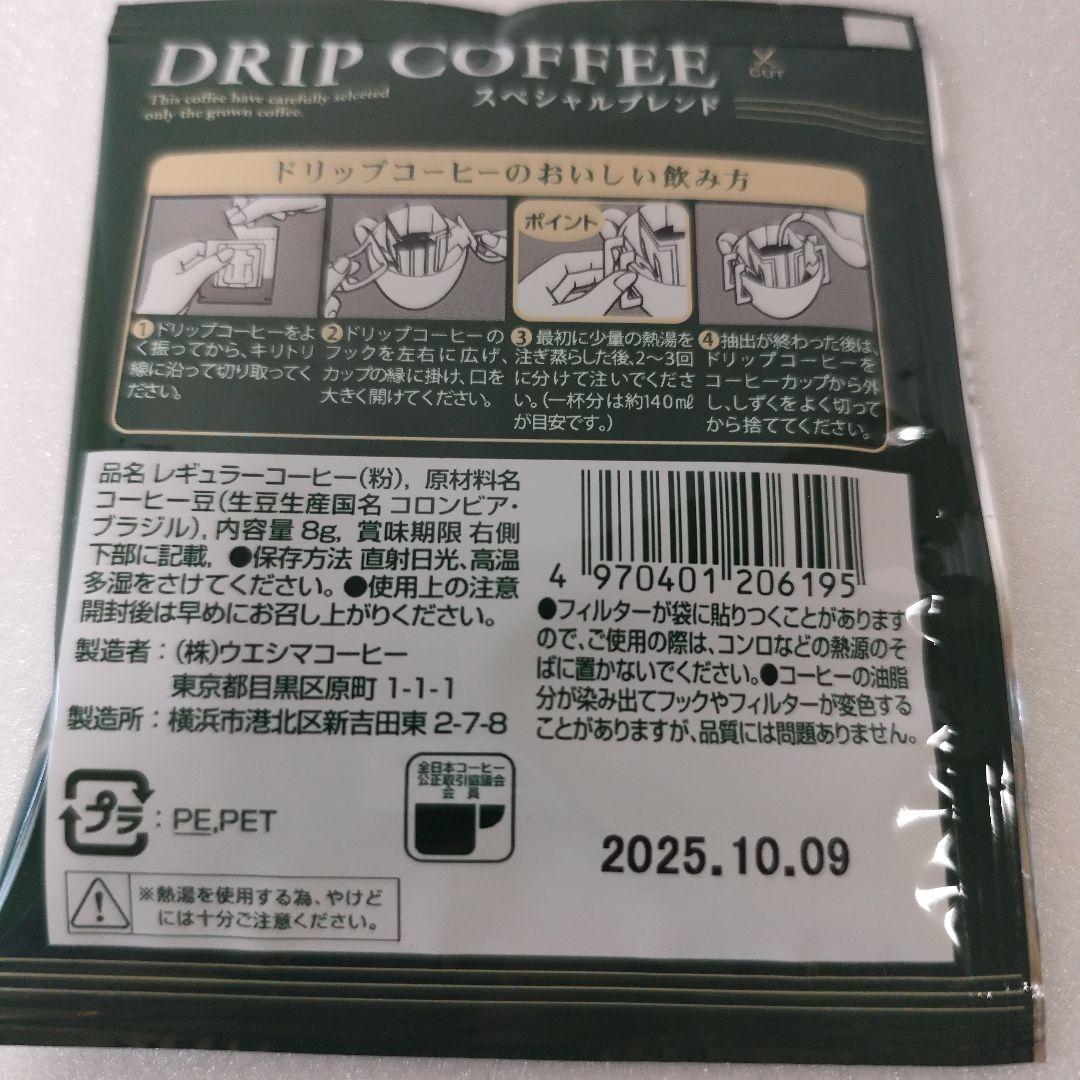 DRIP COFFEE
This coffee have carefully selceted
only the grown coffee.
スペシャルブレンド
CUT
ドリップコーヒーのおいしい飲み方
ポイント
①ドリップコーヒーをよ
く振ってから、キリトリ
線に沿って切り取ってく
ださい。
②ドリップコーヒーの
フックを左右に広げ、
カップの縁に掛け、口を
大きく開けてください。
③最初に少量の熱湯を
注ぎ蒸らした後、2〜3回
に分けて注いでくださ
い。(一杯分は約140㎖
が目安です。)
④抽出が終わった後は、
ドリップコーヒーを
コーヒーカップから外
し、しずくをよく切って
から捨ててください。
品名 レギュラーコーヒー(粉), 原材料名
コーヒー豆(生豆生産国名 コロンビア・
ブラジル), 内容量 8g, 賞味期限 右側
下部に記載, ●保存方法 直射日光、高温
多湿をさけてください。●使用上の注意
開封後は早めにお召し上がりください。
製造者:(株)ウエシマコーヒー
東京都目黒区原町 1-1-1
製造所:横浜市港北区新吉田東 2-7-8
4 970401 206195
●フィルターが袋に貼りつくことがあります
ので、ご使用の際は、コンロなどの熱源のそ
ばに置かないでください。●コーヒーの油脂
分が染み出てフックやフィルターが変色する
ことがありますが、品質には問題ありません。
プラ:PE,PET
全日本コーヒー
公正取引協議会
会員
2025.10.09
※熱湯を使用する為、やけど
には十分ご注意ください。